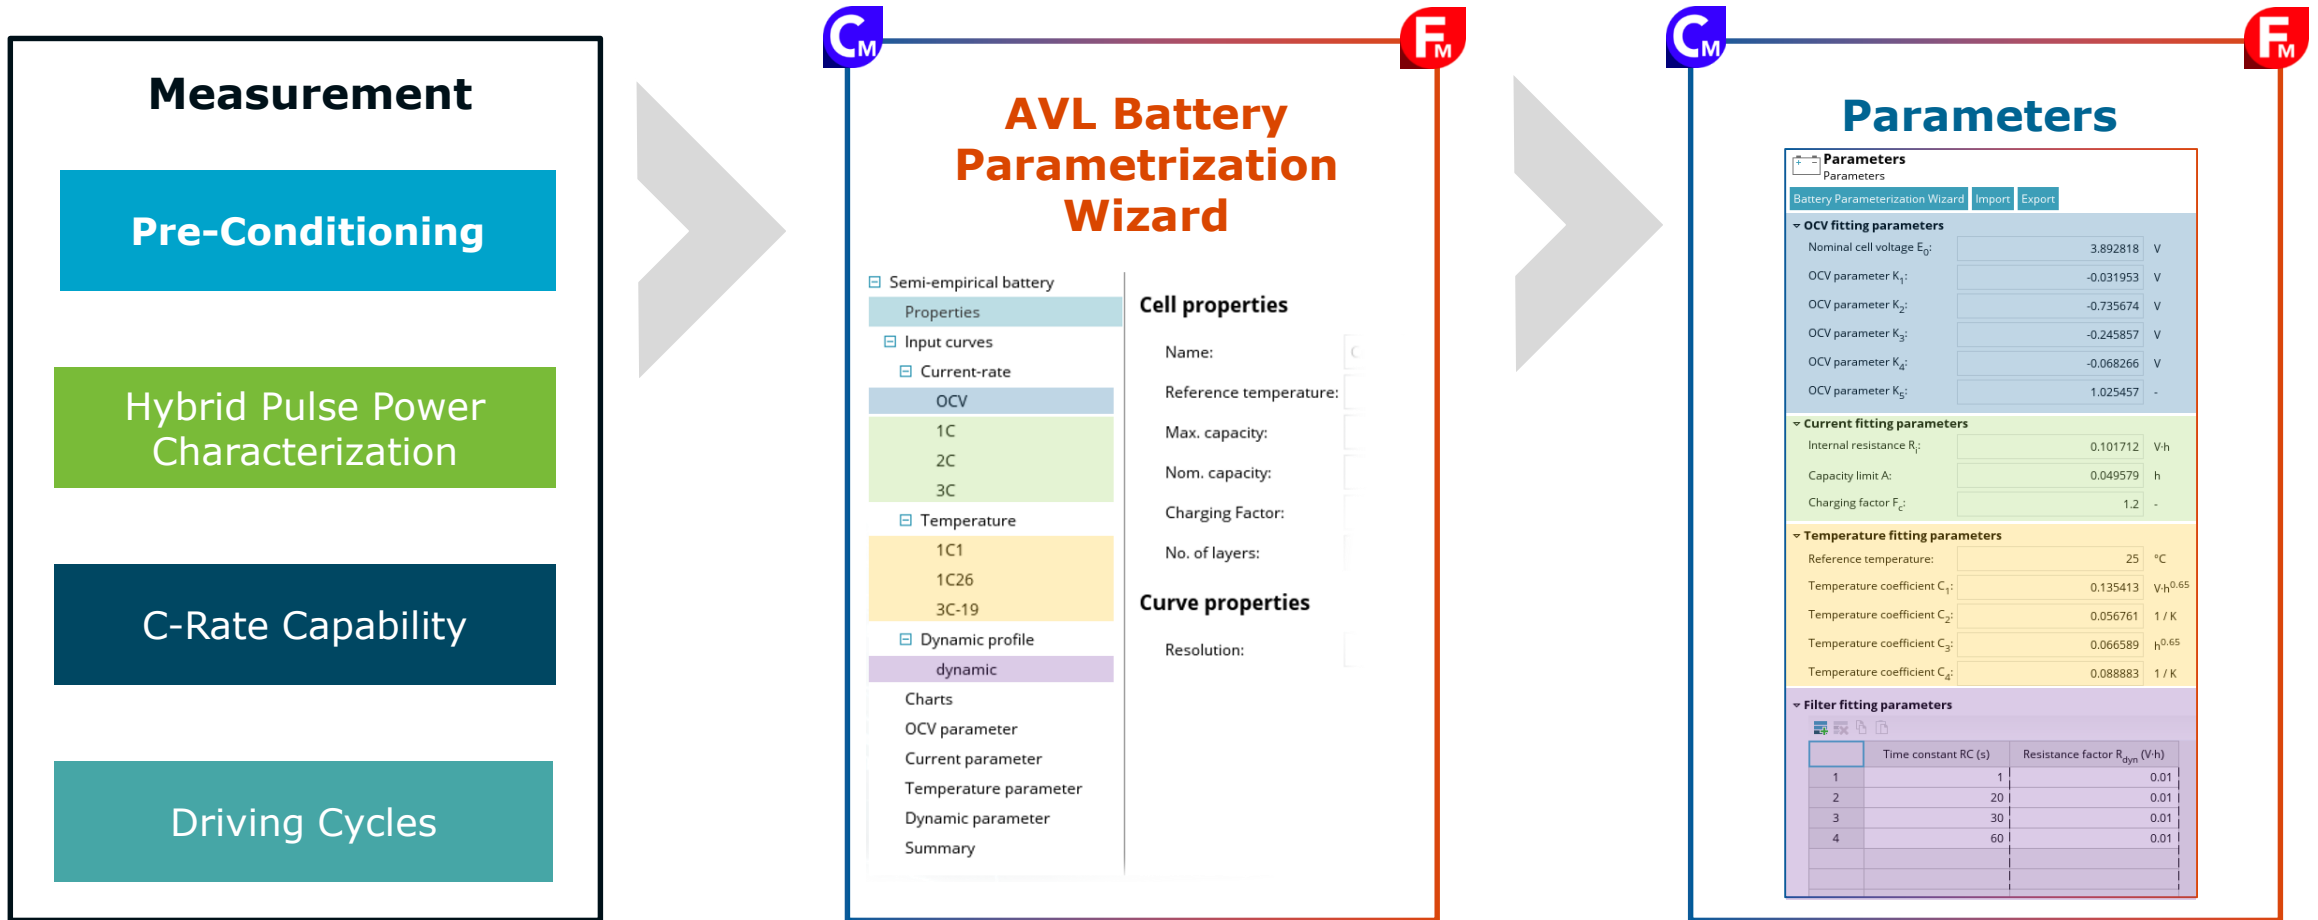 Measurement
Pre-Conditioning
Hybrid Pulse Power
Characterization
C-Rate Capability
Driving Cycles
CM
FM
AVL Battery
Parametrization
Wizard
Semi-empirical battery
Properties
Input curves
Current-rate
OCV
1C
2C
3C
Temperature
1C1
1C26
3C-19
Dynamic profile
dynamic
Charts
OCV parameter
Current parameter
Temperature parameter
Dynamic parameter
Summary
Cell properties
Name:
Reference temperature:
Max. capacity:
Nom. capacity:
Charging Factor:
No. of layers:
Curve properties
Resolution:
CM
FM
Parameters
Parameters
Parameters
Battery Parameterization Wizard Import Export
OCV fitting parameters
Nominal cell voltage E0: 3.892818 V
OCV parameter K1: -0.031953 V
OCV parameter K2: -0.735674 V
OCV parameter K3: -0.245857 V
OCV parameter K4: -0.068266 V
OCV parameter K5: 1.025457 -
Current fitting parameters
Internal resistance Ri: 0.101712 V·h
Capacity limit A: 0.049579 h
Charging factor Fc: 1.2 -
Temperature fitting parameters
Reference temperature: 25 °C
Temperature coefficient C1: 0.135413 V·h^0.65
Temperature coefficient C2: 0.056761 1 / K
Temperature coefficient C3: 0.066589 h^0.65
Temperature coefficient C4: 0.088883 1 / K
Filter fitting parameters
Time constant RC (s) Resistance factor Rdyn (V·h)
1 1 0.01
2 20 0.01
3 30 0.01
4 60 0.01